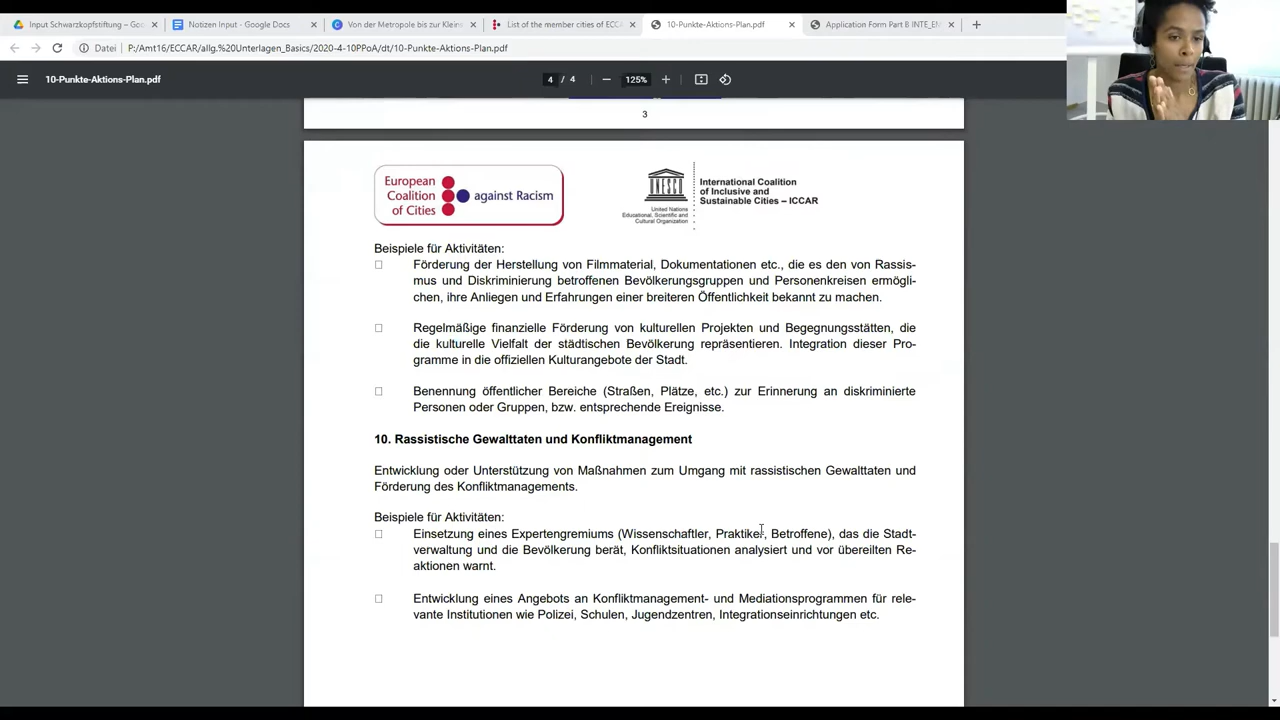 Input Schwarzkopfstiftung – Goo
Notizen Input - Google Docs
Von der Metropole bis zur Klein
List of the member cities of ECCA
10-Punkte-Aktions-Plan.pdf
Application Form Part B INTE_EM
Datei P:/Amt16/ECCAR/allg.%20Unterlagen_Basics/2020-4-10PPoA/dt/10-Punkte-Aktions-Plan.pdf
10-Punkte-Aktions-Plan.pdf
4 / 4
125%
3
European
Coalition
of Cities
against Racism
UNESCO
United Nations
Educational, Scientific and
Cultural Organization
International Coalition
of Inclusive and
Sustainable Cities – ICCAR
Beispiele für Aktivitäten:
Förderung der Herstellung von Filmmaterial, Dokumentationen etc., die es den von Rassis-
mus und Diskriminierung betroffenen Bevölkerungsgruppen und Personenkreisen ermögli-
chen, ihre Anliegen und Erfahrungen einer breiteren Öffentlichkeit bekannt zu machen.
Regelmäßige finanzielle Förderung von kulturellen Projekten und Begegnungsstätten, die
die kulturelle Vielfalt der städtischen Bevölkerung repräsentieren. Integration dieser Pro-
gramme in die offiziellen Kulturangebote der Stadt.
Benennung öffentlicher Bereiche (Straßen, Plätze, etc.) zur Erinnerung an diskriminierte
Personen oder Gruppen, bzw. entsprechende Ereignisse.
10. Rassistische Gewalttaten und Konfliktmanagement
Entwicklung oder Unterstützung von Maßnahmen zum Umgang mit rassistischen Gewalttaten und
Förderung des Konfliktmanagements.
Beispiele für Aktivitäten:
Einsetzung eines Expertengremiums (Wissenschaftler, Praktiker, Betroffene), das die Stadt-
verwaltung und die Bevölkerung berät, Konfliktsituationen analysiert und vor übereilten Re-
aktionen warnt.
Entwicklung eines Angebots an Konfliktmanagement- und Mediationsprogrammen für rele-
vante Institutionen wie Polizei, Schulen, Jugendzentren, Integrationseinrichtungen etc.